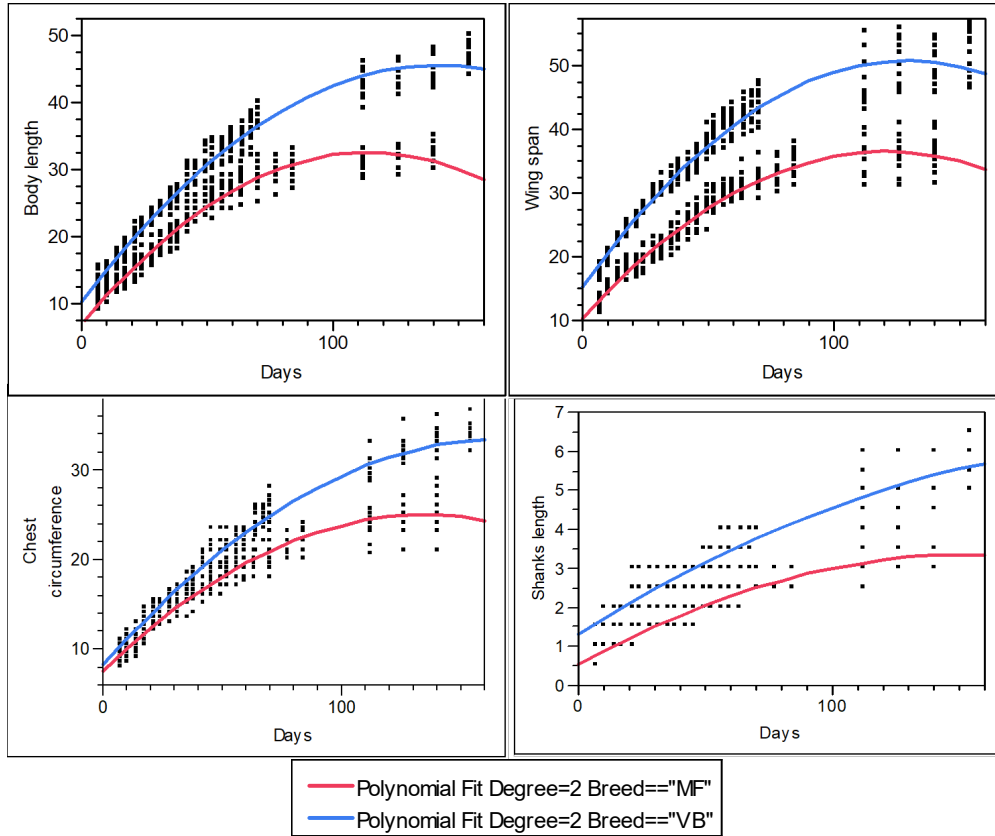 50
40
30
20
10
Body length
0
100
Days
50
40
30
20
10
Wing span
0
100
Days
30
20
10
Chest
circumference
0
100
Days
7
6
5
4
3
2
1
0
Shanks length
0
100
Days
Polynomial Fit Degree=2 Breed=="MF"
Polynomial Fit Degree=2 Breed=="VB"